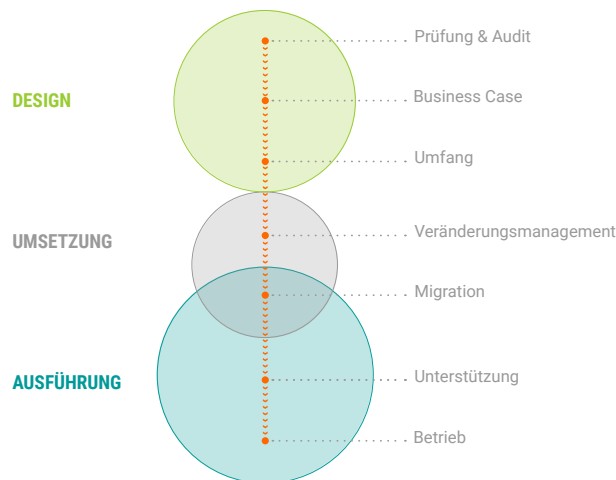 Prüfung & Audit
DESIGN
Business Case
Umfang
Veränderungsmanagement
UMSETZUNG
Migration
Unterstützung
AUSFÜHRUNG
Betrieb